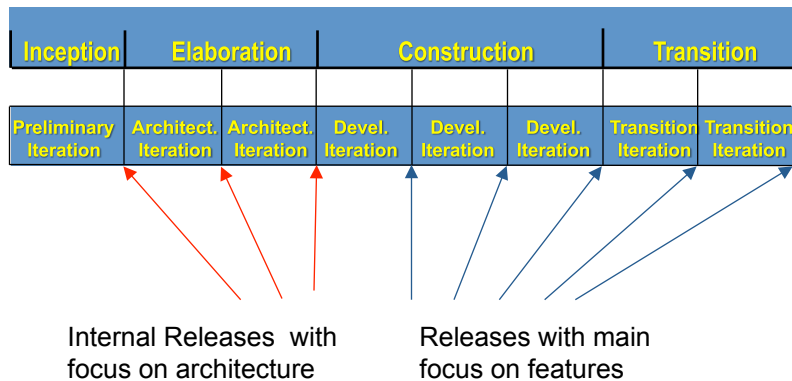 Inception Elaboration Construction Transition
Preliminary Architect. Architect. Devel. Devel. Devel. Transition Transition
Iteration Iteration Iteration Iteration Iteration Iteration Iteration Iteration
Internal Releases with
focus on architecture
Releases with main
focus on features